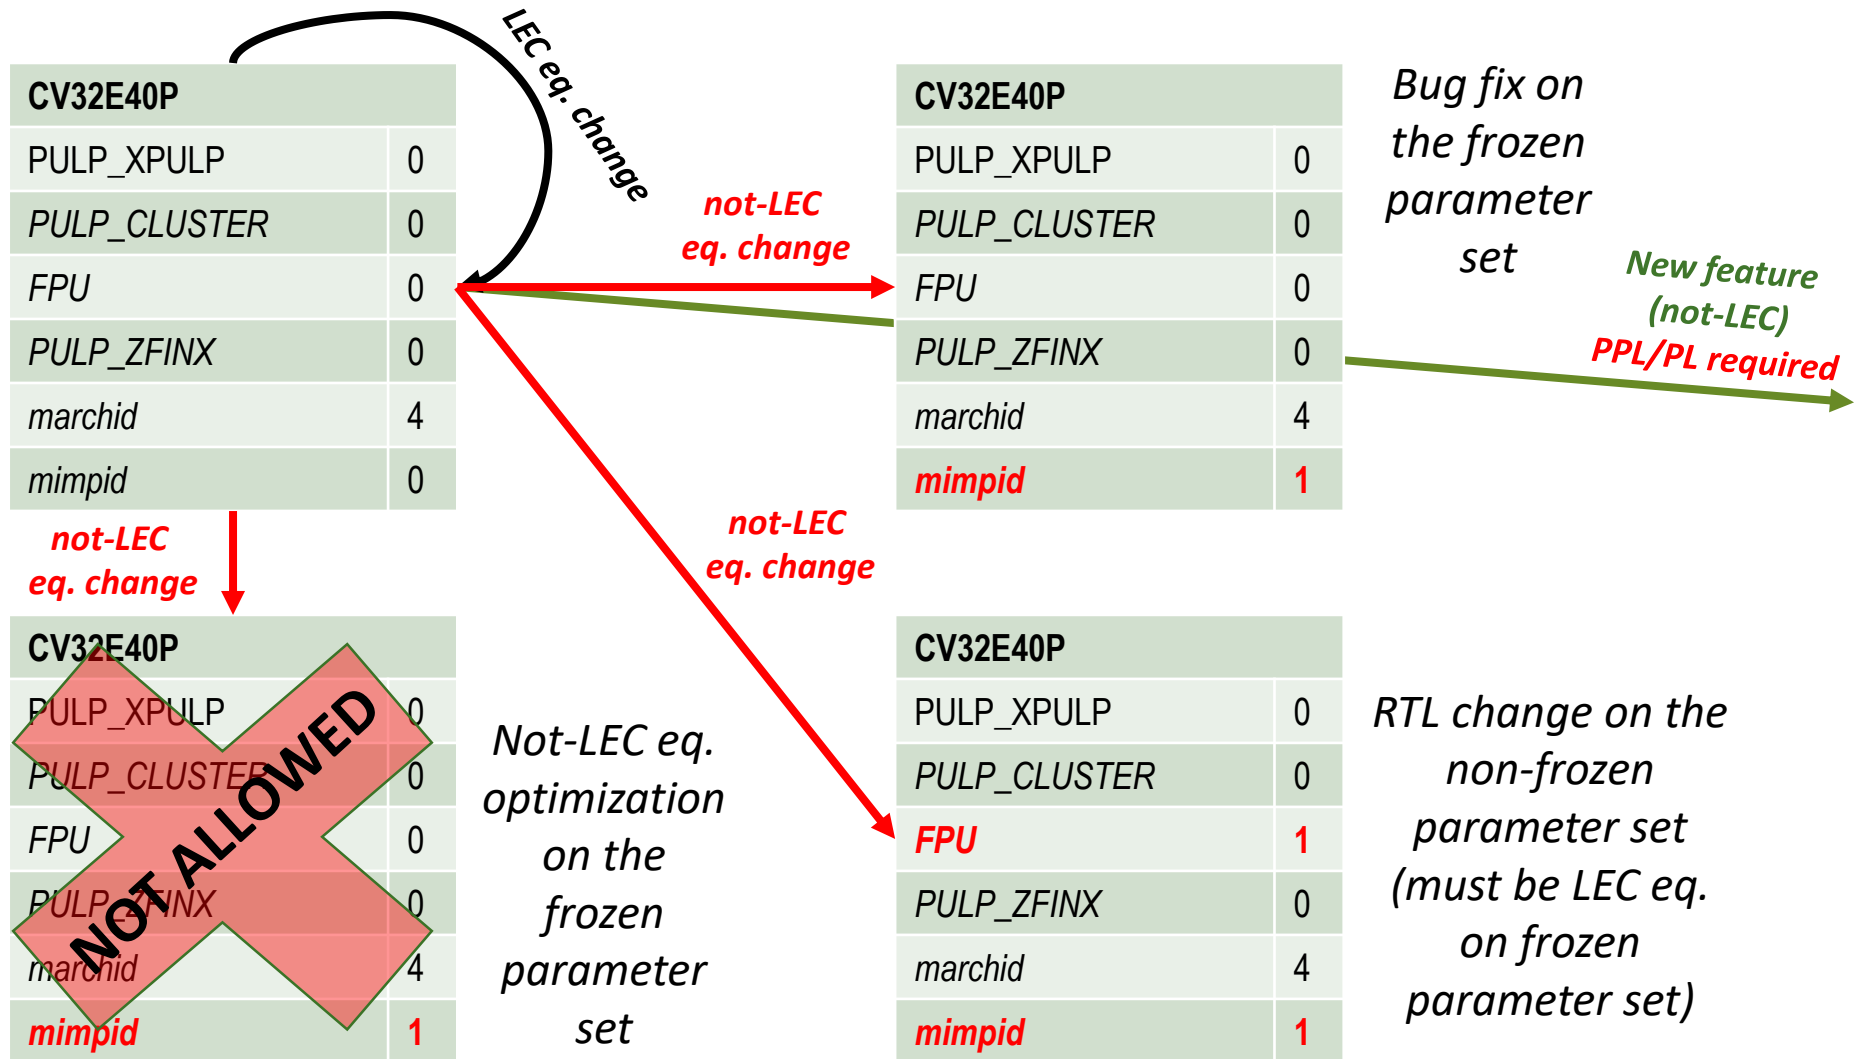 LEC eq. change
CV32E40P
PULP_XPULP 0
PULP_CLUSTER 0
FPU 0
PULP_ZFINX 0
marchid 4
mimpid 0
not-LEC
eq. change
CV32E40P
PULP_XPULP 0
PULP_CLUSTER 0
FPU 0
PULP_ZFINX 0
marchid 4
mimpid 1
Bug fix on
the frozen
parameter
set
New feature
(not-LEC)
PPL/PL required
not-LEC
eq. change
not-LEC
eq. change
CV32E40P
PULP_XPULP 0
PULP_CLUSTER 0
FPU 0
PULP_ZFINX 0
marchid 4
mimpid 1
NOT ALLOWED
Not-LEC eq.
optimization
on the
frozen
parameter
set
CV32E40P
PULP_XPULP 0
PULP_CLUSTER 0
FPU 1
PULP_ZFINX 0
marchid 4
mimpid 1
RTL change on the
non-frozen
parameter set
(must be LEC eq.
on frozen
parameter set)